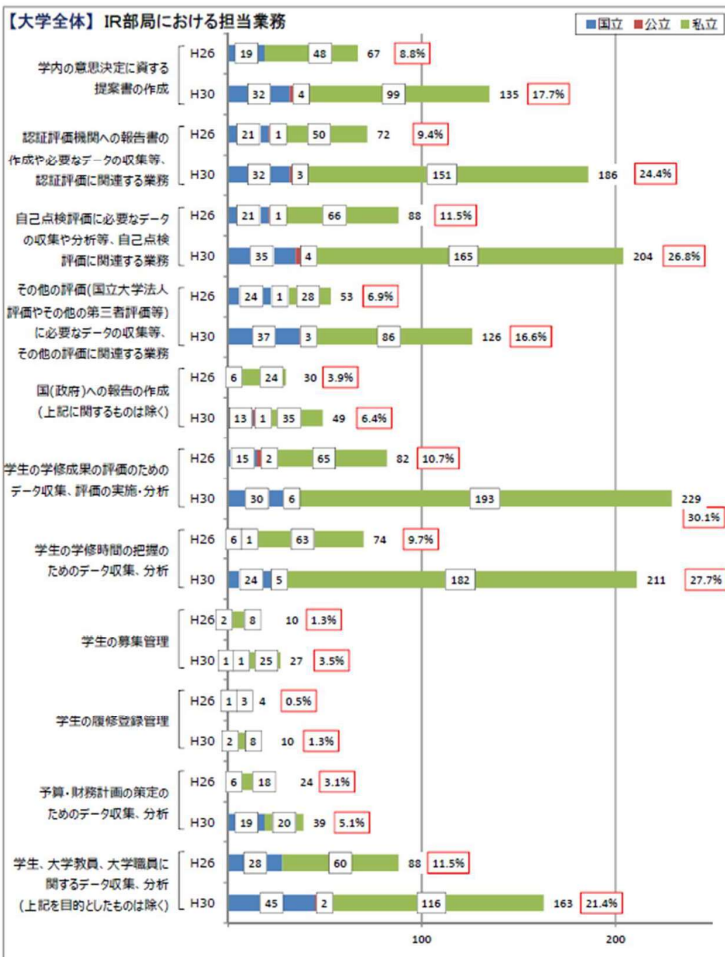 【大学全体】 IR部局における担当業務
国立 公立 私立
学内の意思決定に資する
提案書の作成
H26 19 48 67 8.8%
H30 32 4 99 135 17.7%
認証評価機関への報告書の
作成や必要なデータの収集等、
認証評価に関連する業務
H26 21 1 50 72 9.4%
H30 32 3 151 186 24.4%
自己点検評価に必要なデータ
の収集や分析等、自己点検
評価に関連する業務
H26 21 1 66 88 11.5%
H30 35 4 165 204 26.8%
その他の評価(国立大学法人
評価やその他の第三者評価等)
に必要なデータの収集等、
その他の評価に関連する業務
H26 24 1 28 53 6.9%
H30 37 3 86 126 16.6%
国(政府)への報告の作成
(上記に関するものは除く)
H26 6 24 30 3.9%
H30 13 1 35 49 6.4%
学生の学修成果の評価のための
データ収集、評価の実施・分析
H26 15 2 65 82 10.7%
H30 30 6 193 229
30.1%
学生の学修時間の把握の
ためのデータ収集、分析
H26 6 1 63 74 9.7%
H30 24 5 182 211 27.7%
学生の募集管理
H26 2 8 10 1.3%
H30 1 1 25 27 3.5%
学生の履修登録管理
H26 1 3 4 0.5%
H30 2 8 10 1.3%
予算・財務計画の策定の
ためのデータ収集、分析
H26 6 18 24 3.1%
H30 19 20 39 5.1%
学生、大学教員、大学職員に
関するデータ収集、分析
(上記を目的としたものは除く)
H26 28 60 88 11.5%
H30 45 2 116 163 21.4%
100 200